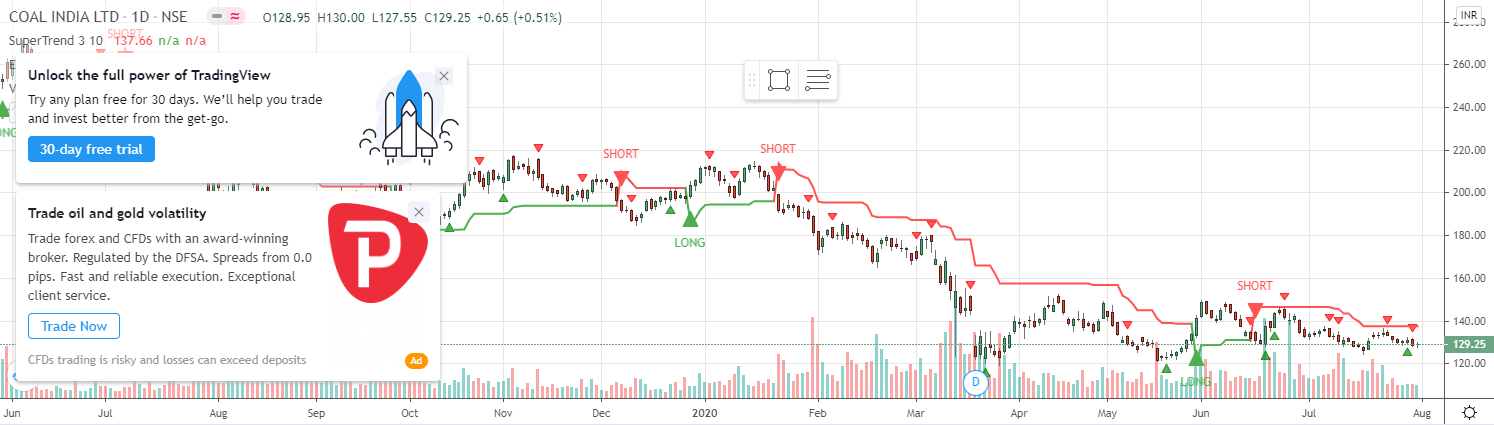 COAL INDIA LTD · 1D · NSE
O128.95 H130.00 L127.55 C129.25 +0.65 (+0.51%)
INR
SHORT
SuperTrend 3 10 137.66 n/a n/a
Unlock the full power of TradingView
Try any plan free for 30 days. We'll help you trade
and invest better from the get-go.
30-day free trial
Trade oil and gold volatility
Trade forex and CFDs with an award-winning
broker. Regulated by the DFSA. Spreads from 0.0
pips. Fast and reliable execution. Exceptional
client service.
P
Trade Now
CFDs trading is risky and losses can exceed deposits
Ad
SHORT
SHORT
LONG
SHORT
LONG
D
260.00
240.00
220.00
200.00
180.00
160.00
140.00
129.25
120.00
Jun Jul Aug Sep Oct Nov Dec 2020 Feb Mar Apr May Jun Jul Aug